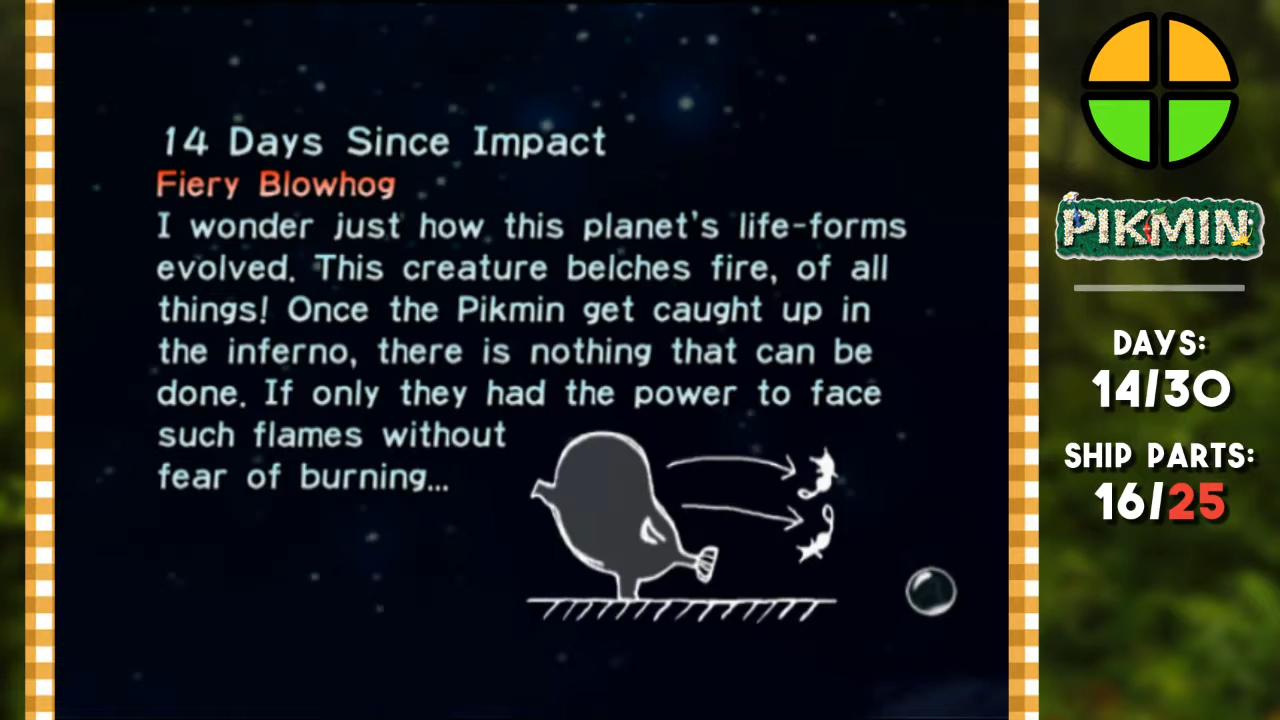 14 Days Since Impact
Fiery Blowhog
I wonder just how this planet's life-forms
evolved. This creature belches fire, of all
things! Once the Pikmin get caught up in
the inferno, there is nothing that can be
done. If only they had the power to face
such flames without
fear of burning...
PIKMIN
DAYS:
14/30
SHIP PARTS:
16/25